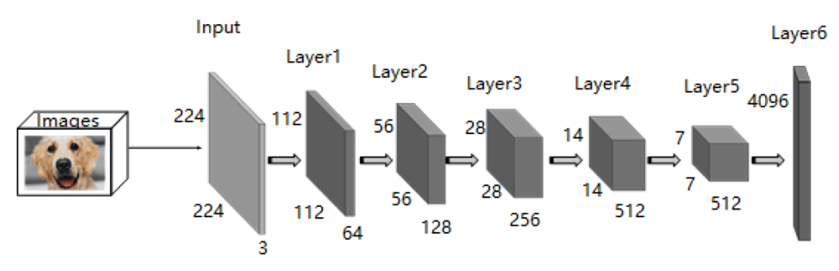 Images
Input
224
224
3
Layer1
112
112
64
Layer2
56
56
128
Layer3
28
28
256
Layer4
14
14
512
Layer5
7
7
512
Layer6
4096